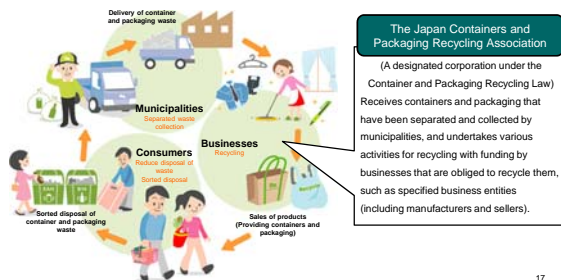 Delivery of container
and packaging waste
Municipalities
Separated waste
collection
Businesses
Recycling
Consumers
Reduce disposal of
waste
Sorted disposal
Sorted disposal of
container and packaging
waste
Sales of products
(Providing containers and
packaging)
The Japan Containers and
Packaging Recycling Association
(A designated corporation under the
Container and Packaging Recycling Law)
Receives containers and packaging that
have been separated and collected by
municipalities, and undertakes various
activities for recycling with funding by
businesses that are obliged to recycle them,
such as specified business entities
(including manufacturers and sellers).
17